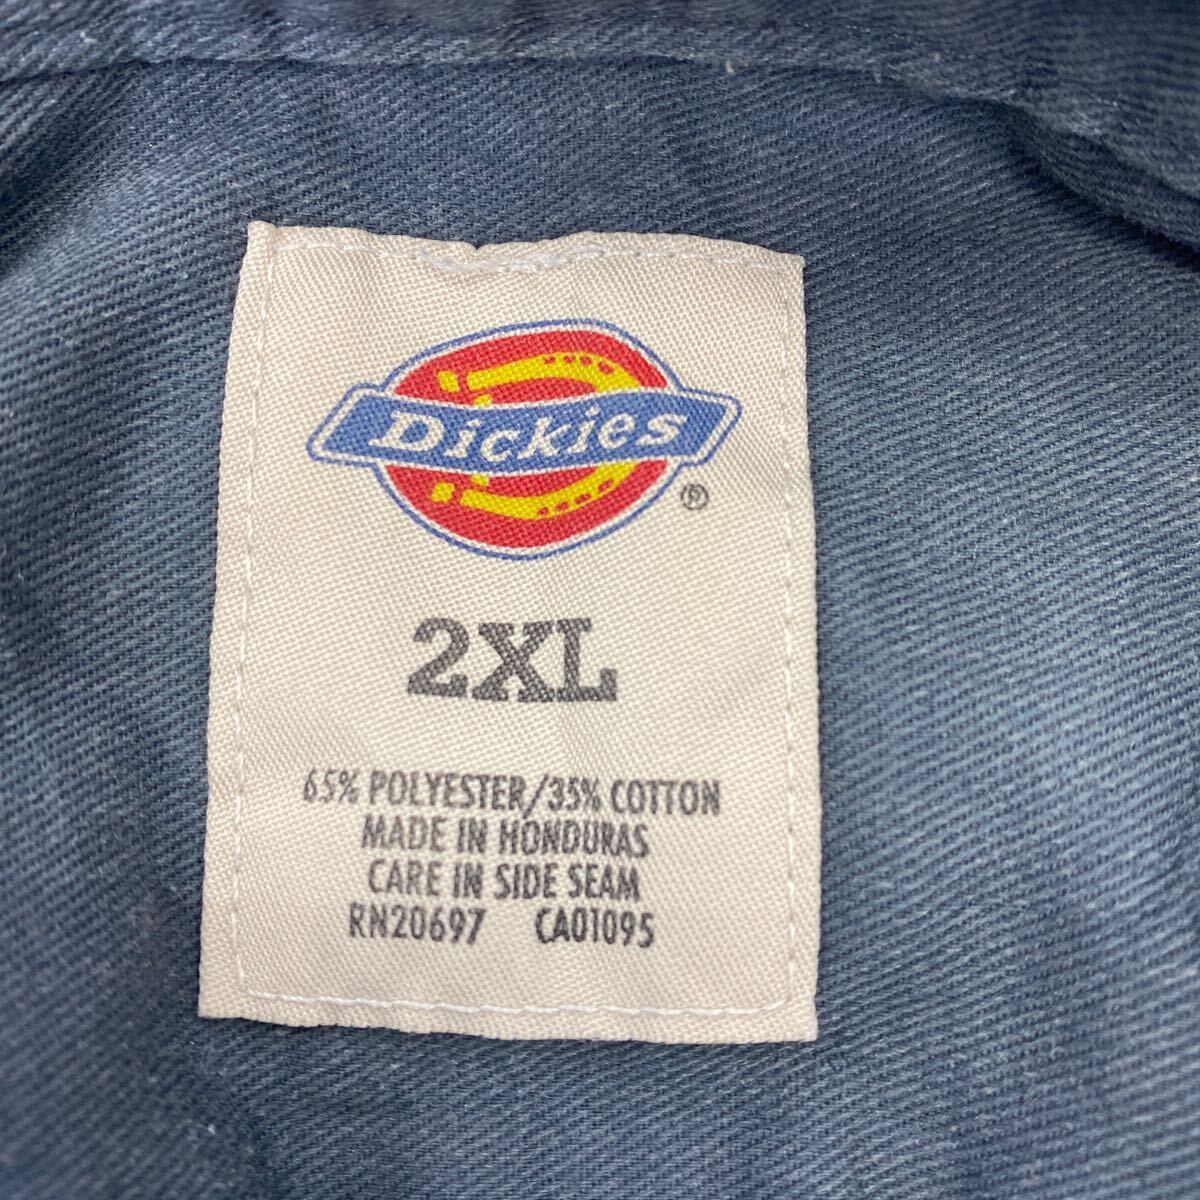 Dickies
®
2XL
65% POLYESTER/35% COTTON
MADE IN HONDURAS
CARE IN SIDE SEAM
RN20697 CA01095